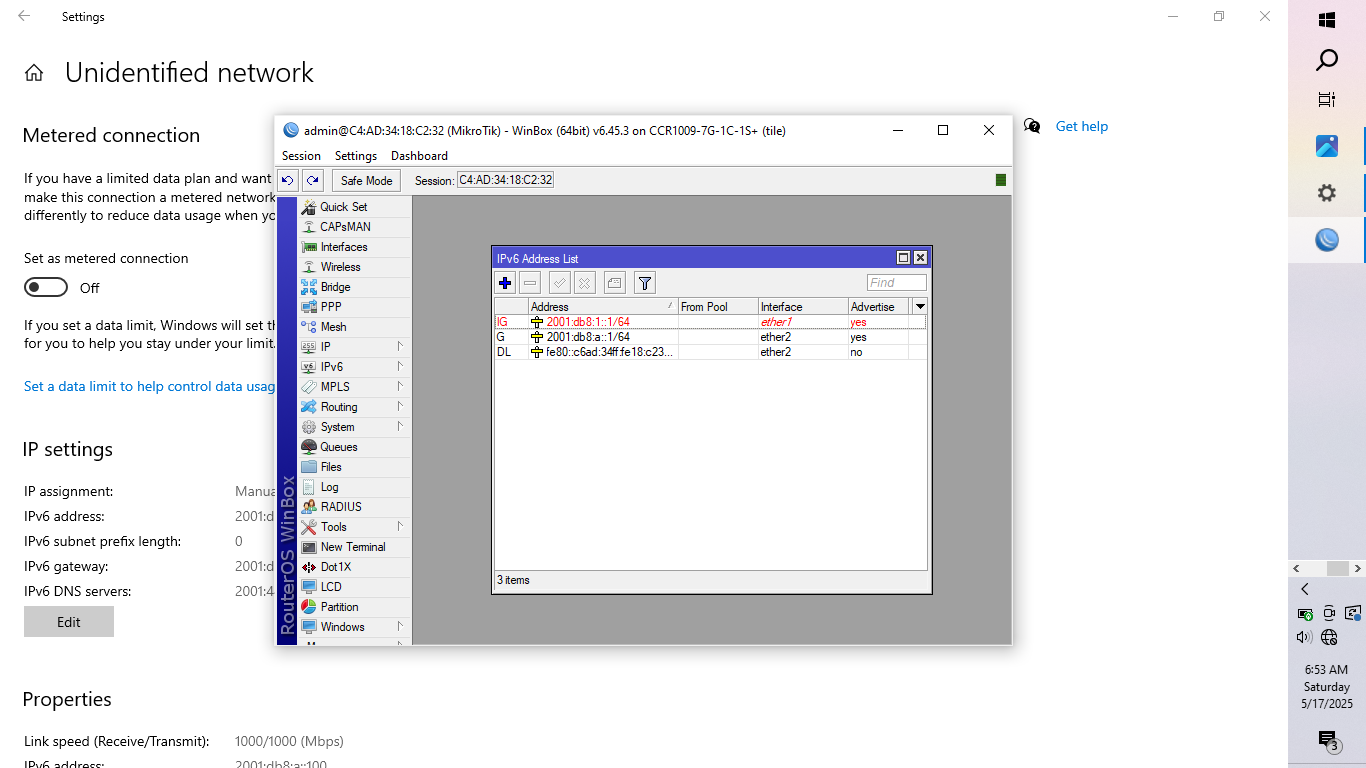 Settings
Unidentified network
Metered connection
If you have a limited data plan and want
make this connection a metered network
differently to reduce data usage when yo
Set as metered connection
Off
If you set a data limit, Windows will set th
for you to help you stay under your limit.
Set a data limit to help control data usag
IP settings
IP assignment: Manua
IPv6 address: 2001:d
IPv6 subnet prefix length: 0
IPv6 gateway: 2001:d
IPv6 DNS servers: 2001:4
Edit
Properties
Link speed (Receive/Transmit): 1000/1000 (Mbps)
IPv6 address: 2001:db8:a::100
Get help
admin@C4:AD:34:18:C2:32 (MikroTik) - WinBox (64bit) v6.45.3 on CCR1009-7G-1C-1S+ (tile)
Session Settings Dashboard
Safe Mode Session: C4:AD:34:18:C2:32
RouterOS WinBox
Quick Set
CAPsMAN
Interfaces
Wireless
Bridge
PPP
Mesh
IP
IPv6
MPLS
Routing
System
Queues
Files
Log
RADIUS
Tools
New Terminal
Dot1X
LCD
Partition
Windows
IPv6 Address List
Find
Address From Pool Interface Advertise
IG 2001:db8:1::1/64 ether1 yes
G 2001:db8:a::1/64 ether2 yes
DL fe80::c6ad:34ff:fe18:c23... ether2 no
3 items
6:53 AM
Saturday
5/17/2025
3